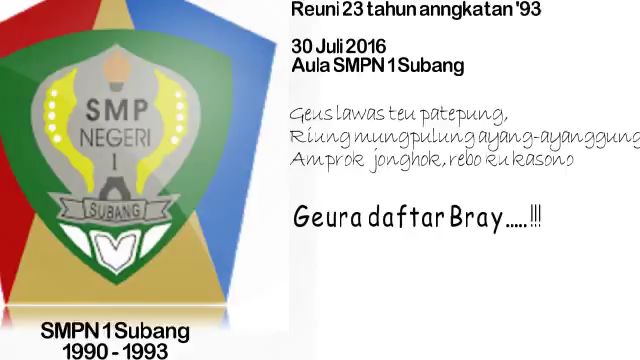 Reuni 23 tahun anngkatan '93
30 Juli 2016
Aula SMPN 1 Subang
Geus lawas teu patepung,
Riung mungpulung ayang-ayanggung
Amprok jonghok, rebo ku kasono
Geura daftar Bray.....!!!
SMP
NEGERI
1
SUBANG
SMPN 1 Subang
1990 - 1993